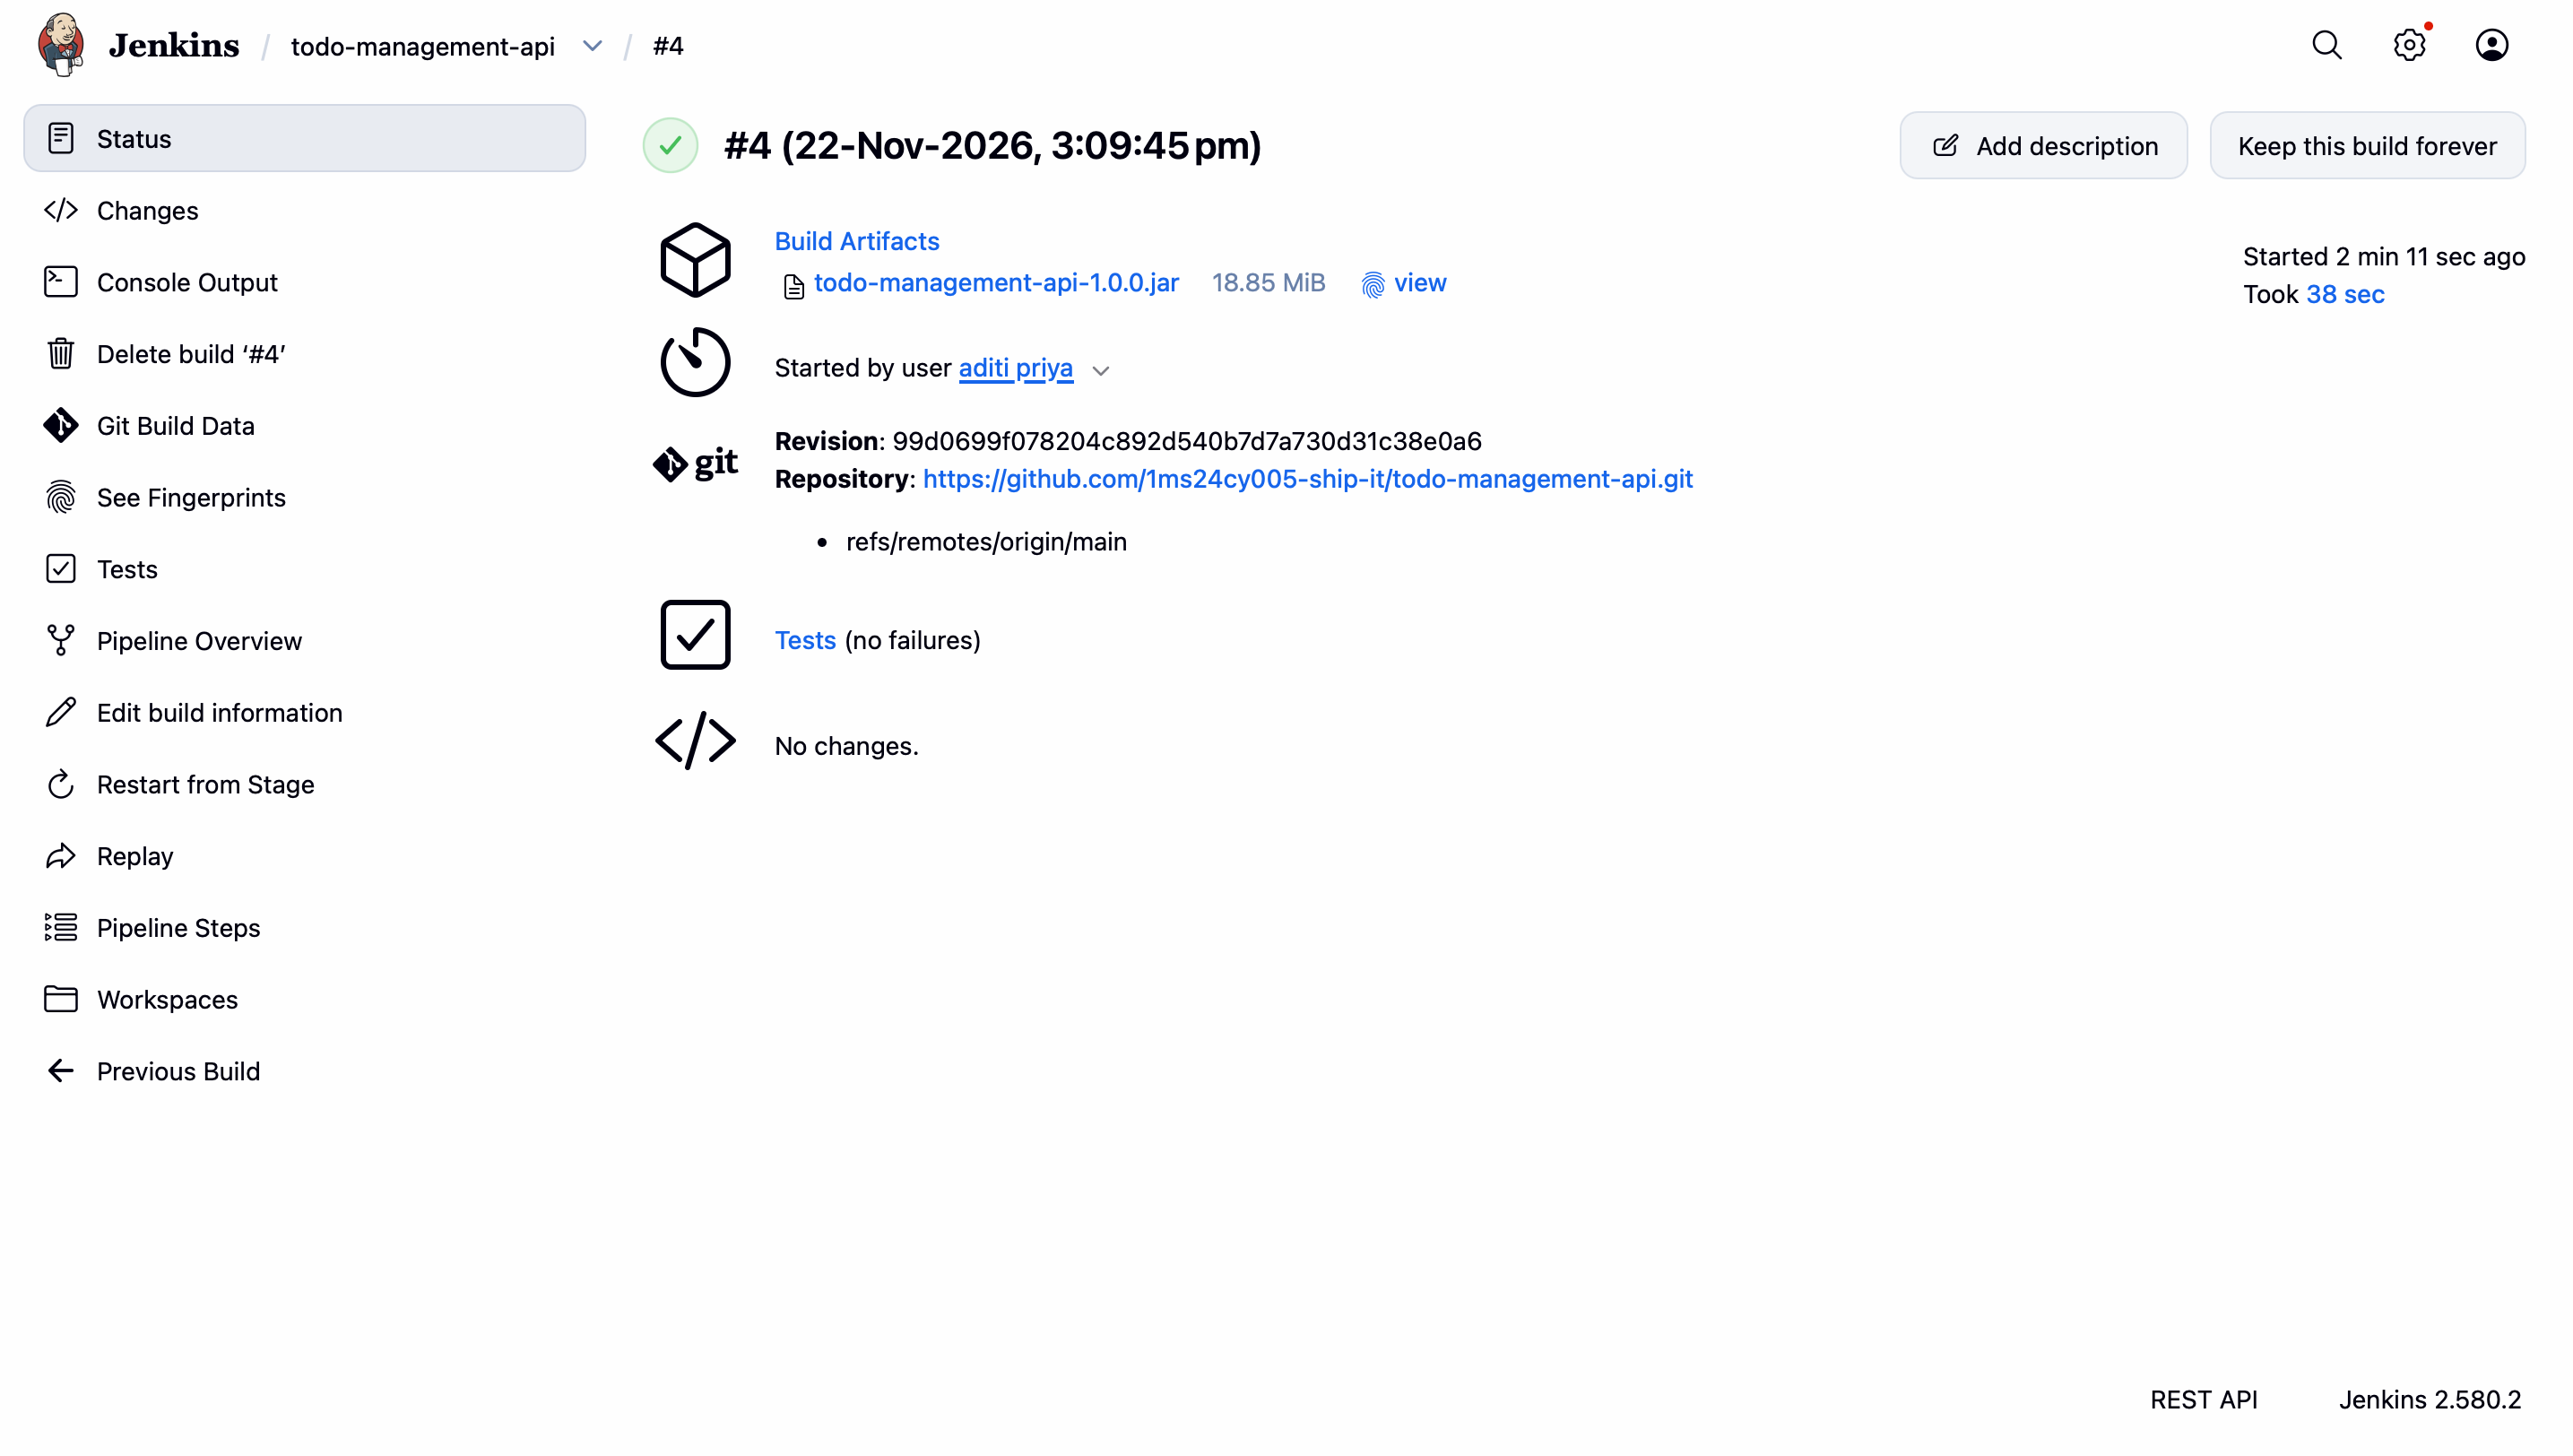 Jenkins / todo-management-api / #4
Status
Changes
Console Output
Delete build ‘#4’
Git Build Data
See Fingerprints
Tests
Pipeline Overview
Edit build information
Restart from Stage
Replay
Pipeline Steps
Workspaces
Previous Build
#4 (22-Nov-2026, 3:09:45 pm)
Add description
Keep this build forever
Build Artifacts
todo-management-api-1.0.0.jar 18.85 MiB view
Started 2 min 11 sec ago
Took 38 sec
Started by user aditi priya
git
Revision: 99d0699f078204c892d540b7d7a730d31c38e0a6
Repository: https://github.com/1ms24cy005-ship-it/todo-management-api.git
• refs/remotes/origin/main
Tests (no failures)
No changes.
REST API
Jenkins 2.580.2